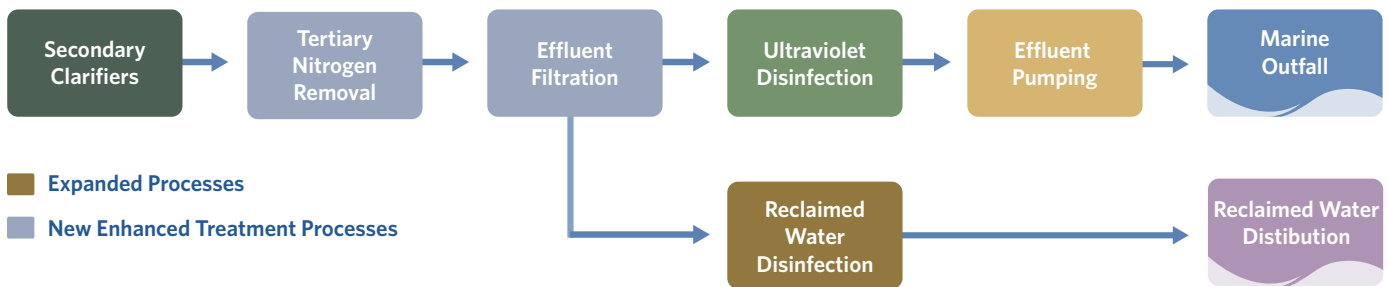 Secondary
Clarifiers
Tertiary
Nitrogen
Removal
Effluent
Filtration
Ultraviolet
Disinfection
Effluent
Pumping
Marine
Outfall
Expanded Processes
New Enhanced Treatment Processes
Reclaimed
Water
Disinfection
Reclaimed Water
Distibution